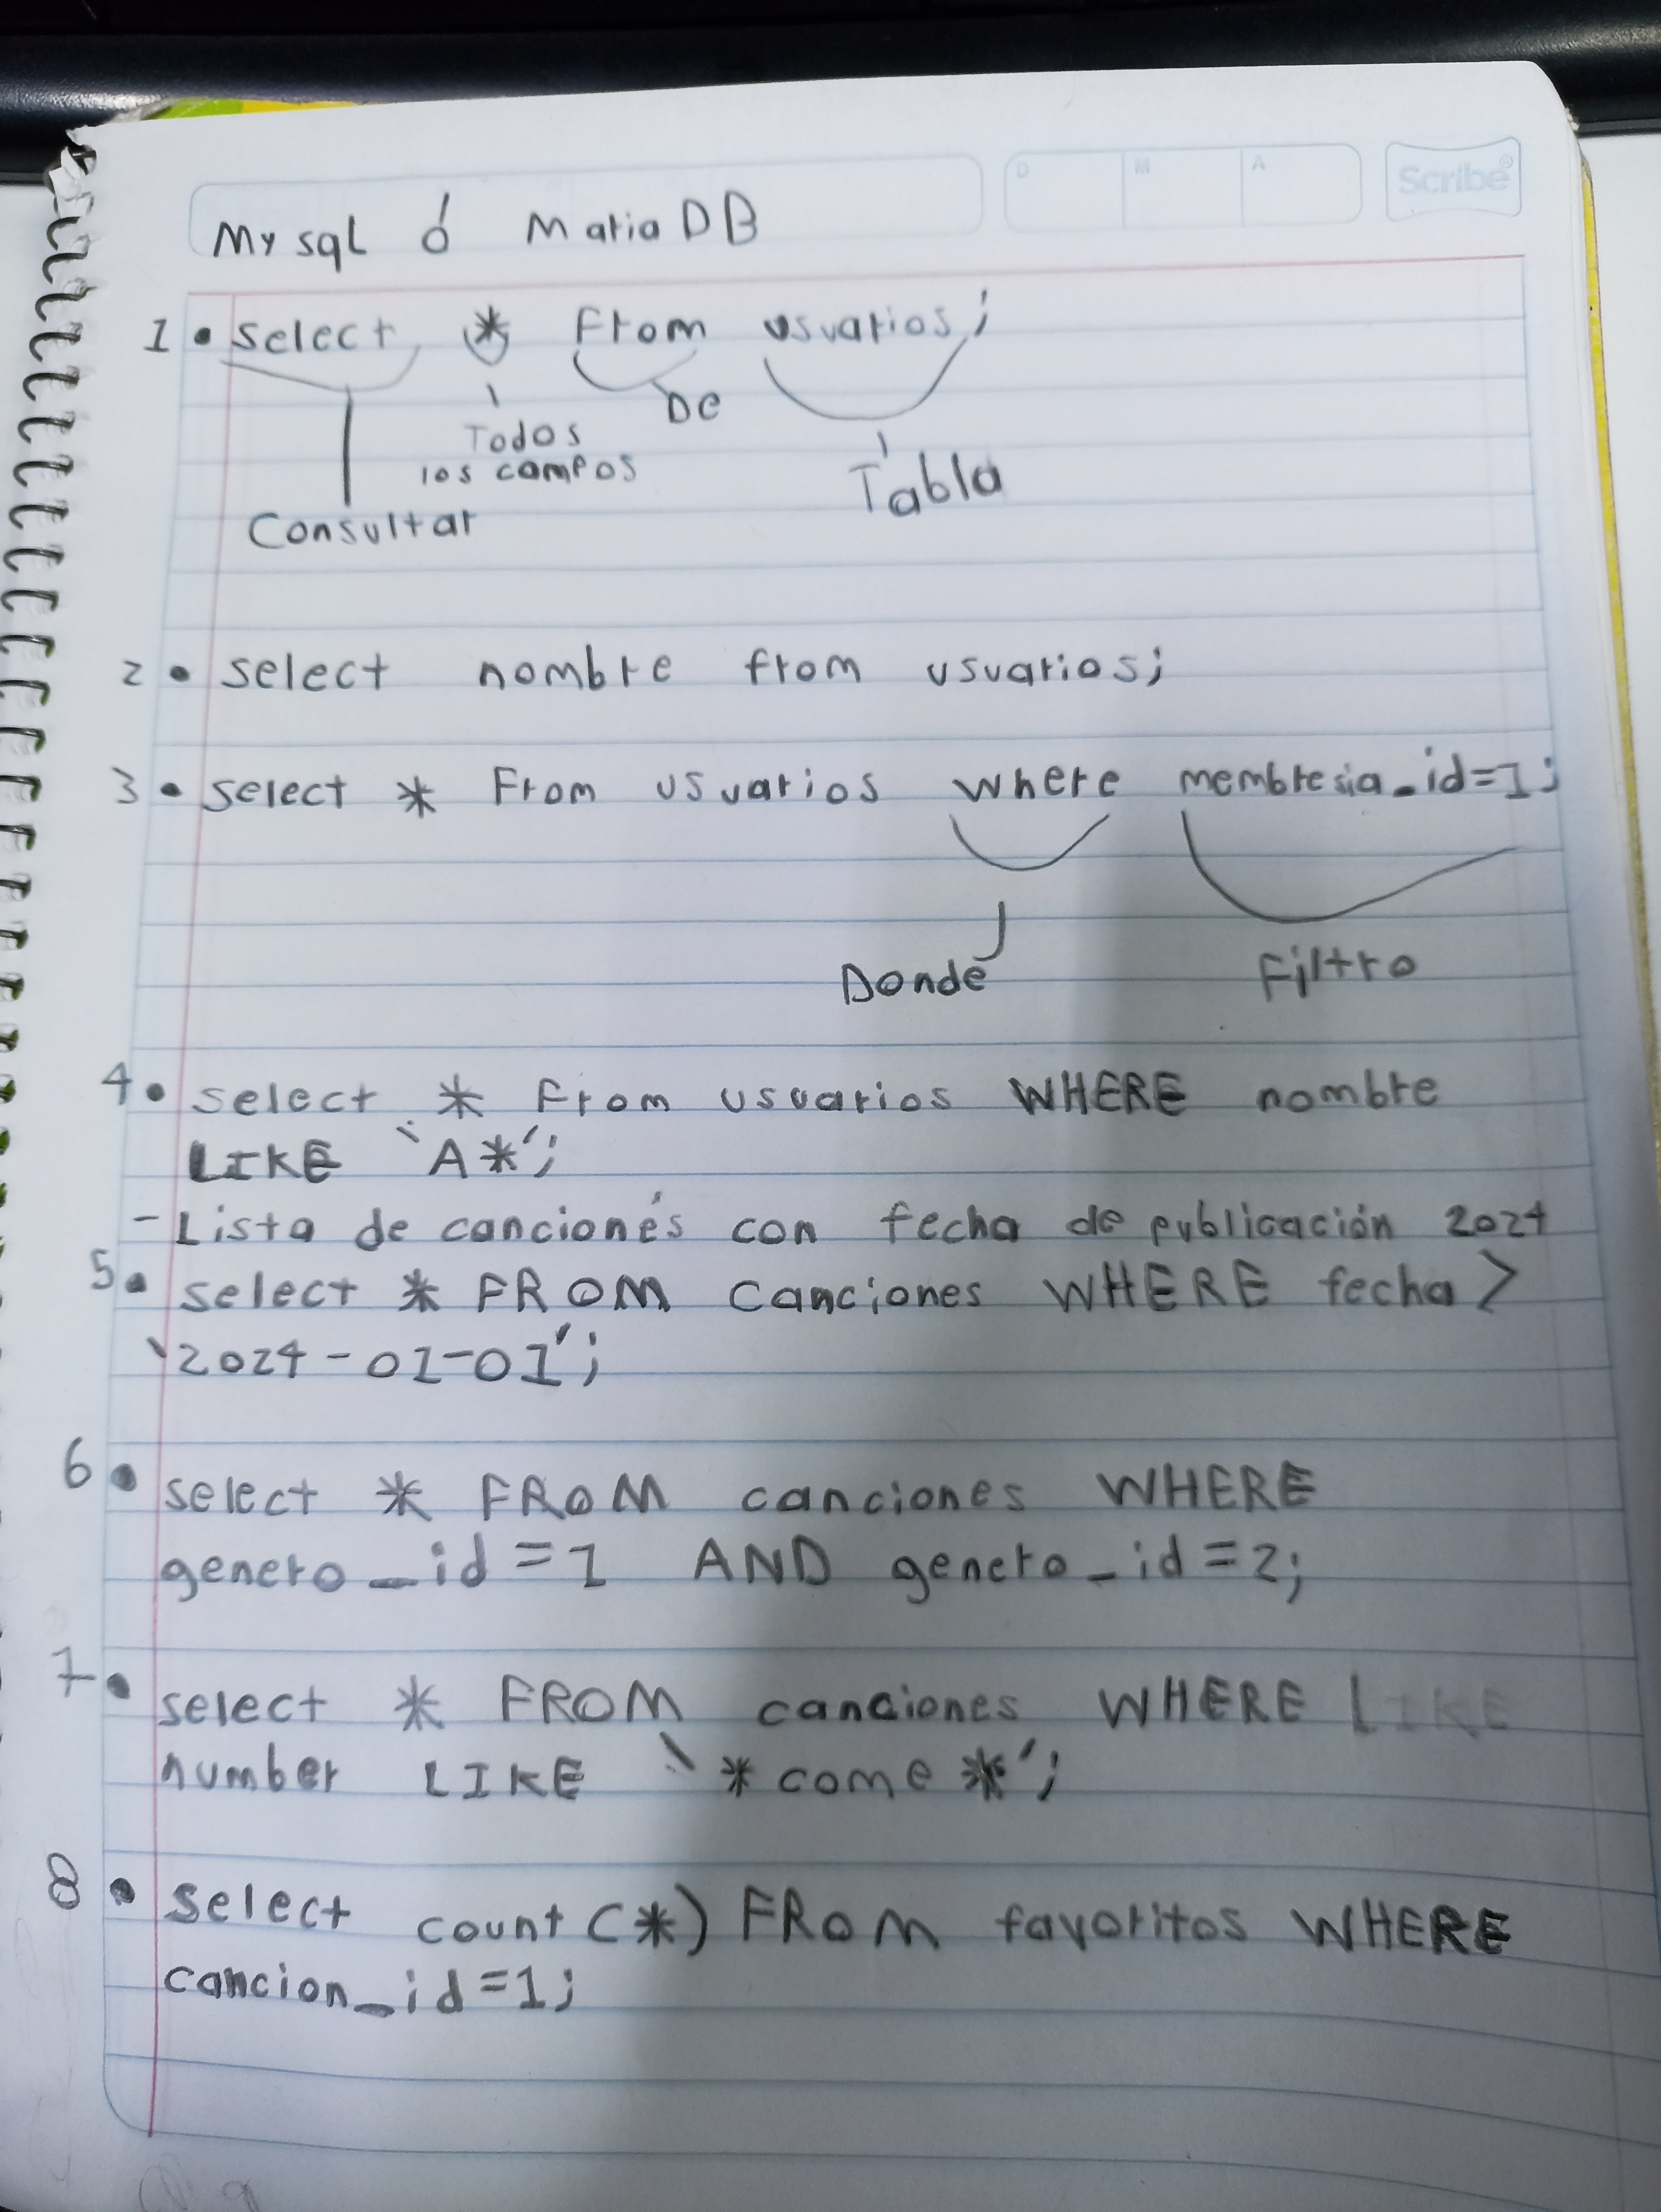 D M A Scribe
Mysql ó MariaDB
1 • select * From usuarios;
De
Todos
los campos
Tabla
Consultar
2 • select nombre from usuarios;
3 • select * From usuarios where membresia_id=1;
Donde Filtro
4 • select * From usuarios WHERE nombre
LIKE `A*';
- Lista de canciones con fecha de publicación 2024
5 • select * FROM canciones WHERE fecha >
`2024-01-01';
6 • select * FROM canciones WHERE
genero_id=1 AND genero_id=2;
7 • select * FROM canciones WHERE LIKE
number LIKE `*come*';
8 • select count(*) FROM favoritos WHERE
cancion_id=1;